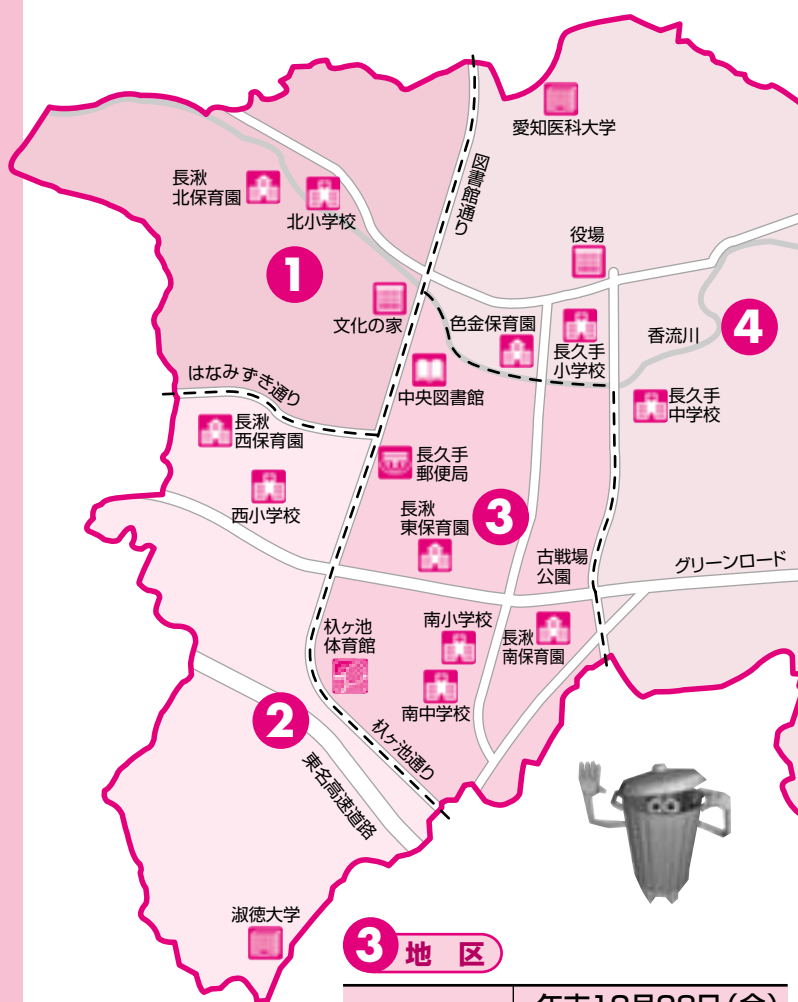 愛知医科大学
図書館通り
長湫
北保育園
北小学校
役場
1
文化の家
色金保育園
長久手
小学校
香流川
4
中央図書館
はなみずき通り
長久手
中学校
長湫
西保育園
長久手
郵便局
西小学校
長湫
東保育園
3
古戦場
公園
グリーンロード
杁ヶ池
体育館
南小学校
長湫
南保育園
南中学校
2
杁ヶ池通り
東名高速道路
淑徳大学
3 地 区